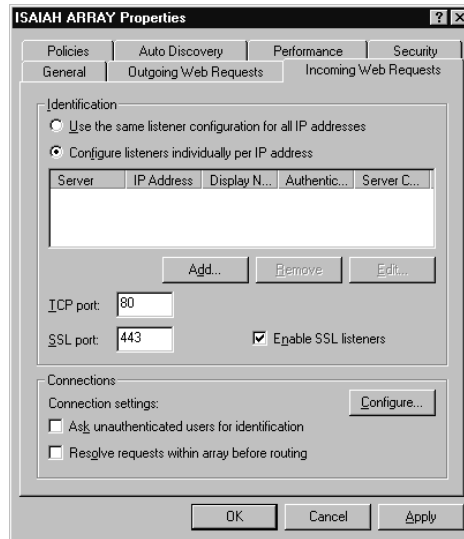 ISAIAH ARRAY Properties
Policies Auto Discovery Performance Security
General Outgoing Web Requests Incoming Web Requests
Identification
Use the same listener configuration for all IP addresses
Configure listeners individually per IP address
Server IP Address Display N... Authentic... Server C...
Add... Remove Edit...
TCP port: 80
SSL port: 443 Enable SSL listeners
Connections
Connection settings: Configure...
Ask unauthenticated users for identification
Resolve requests within array before routing
OK Cancel Apply